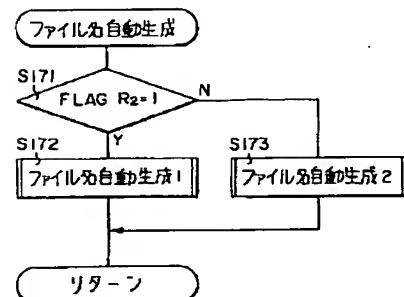 ファイル名自動生成
S171
FLAG R2=1
N
Y
S172
ファイル名自動生成1
S173
ファイル名自動生成2
リターン